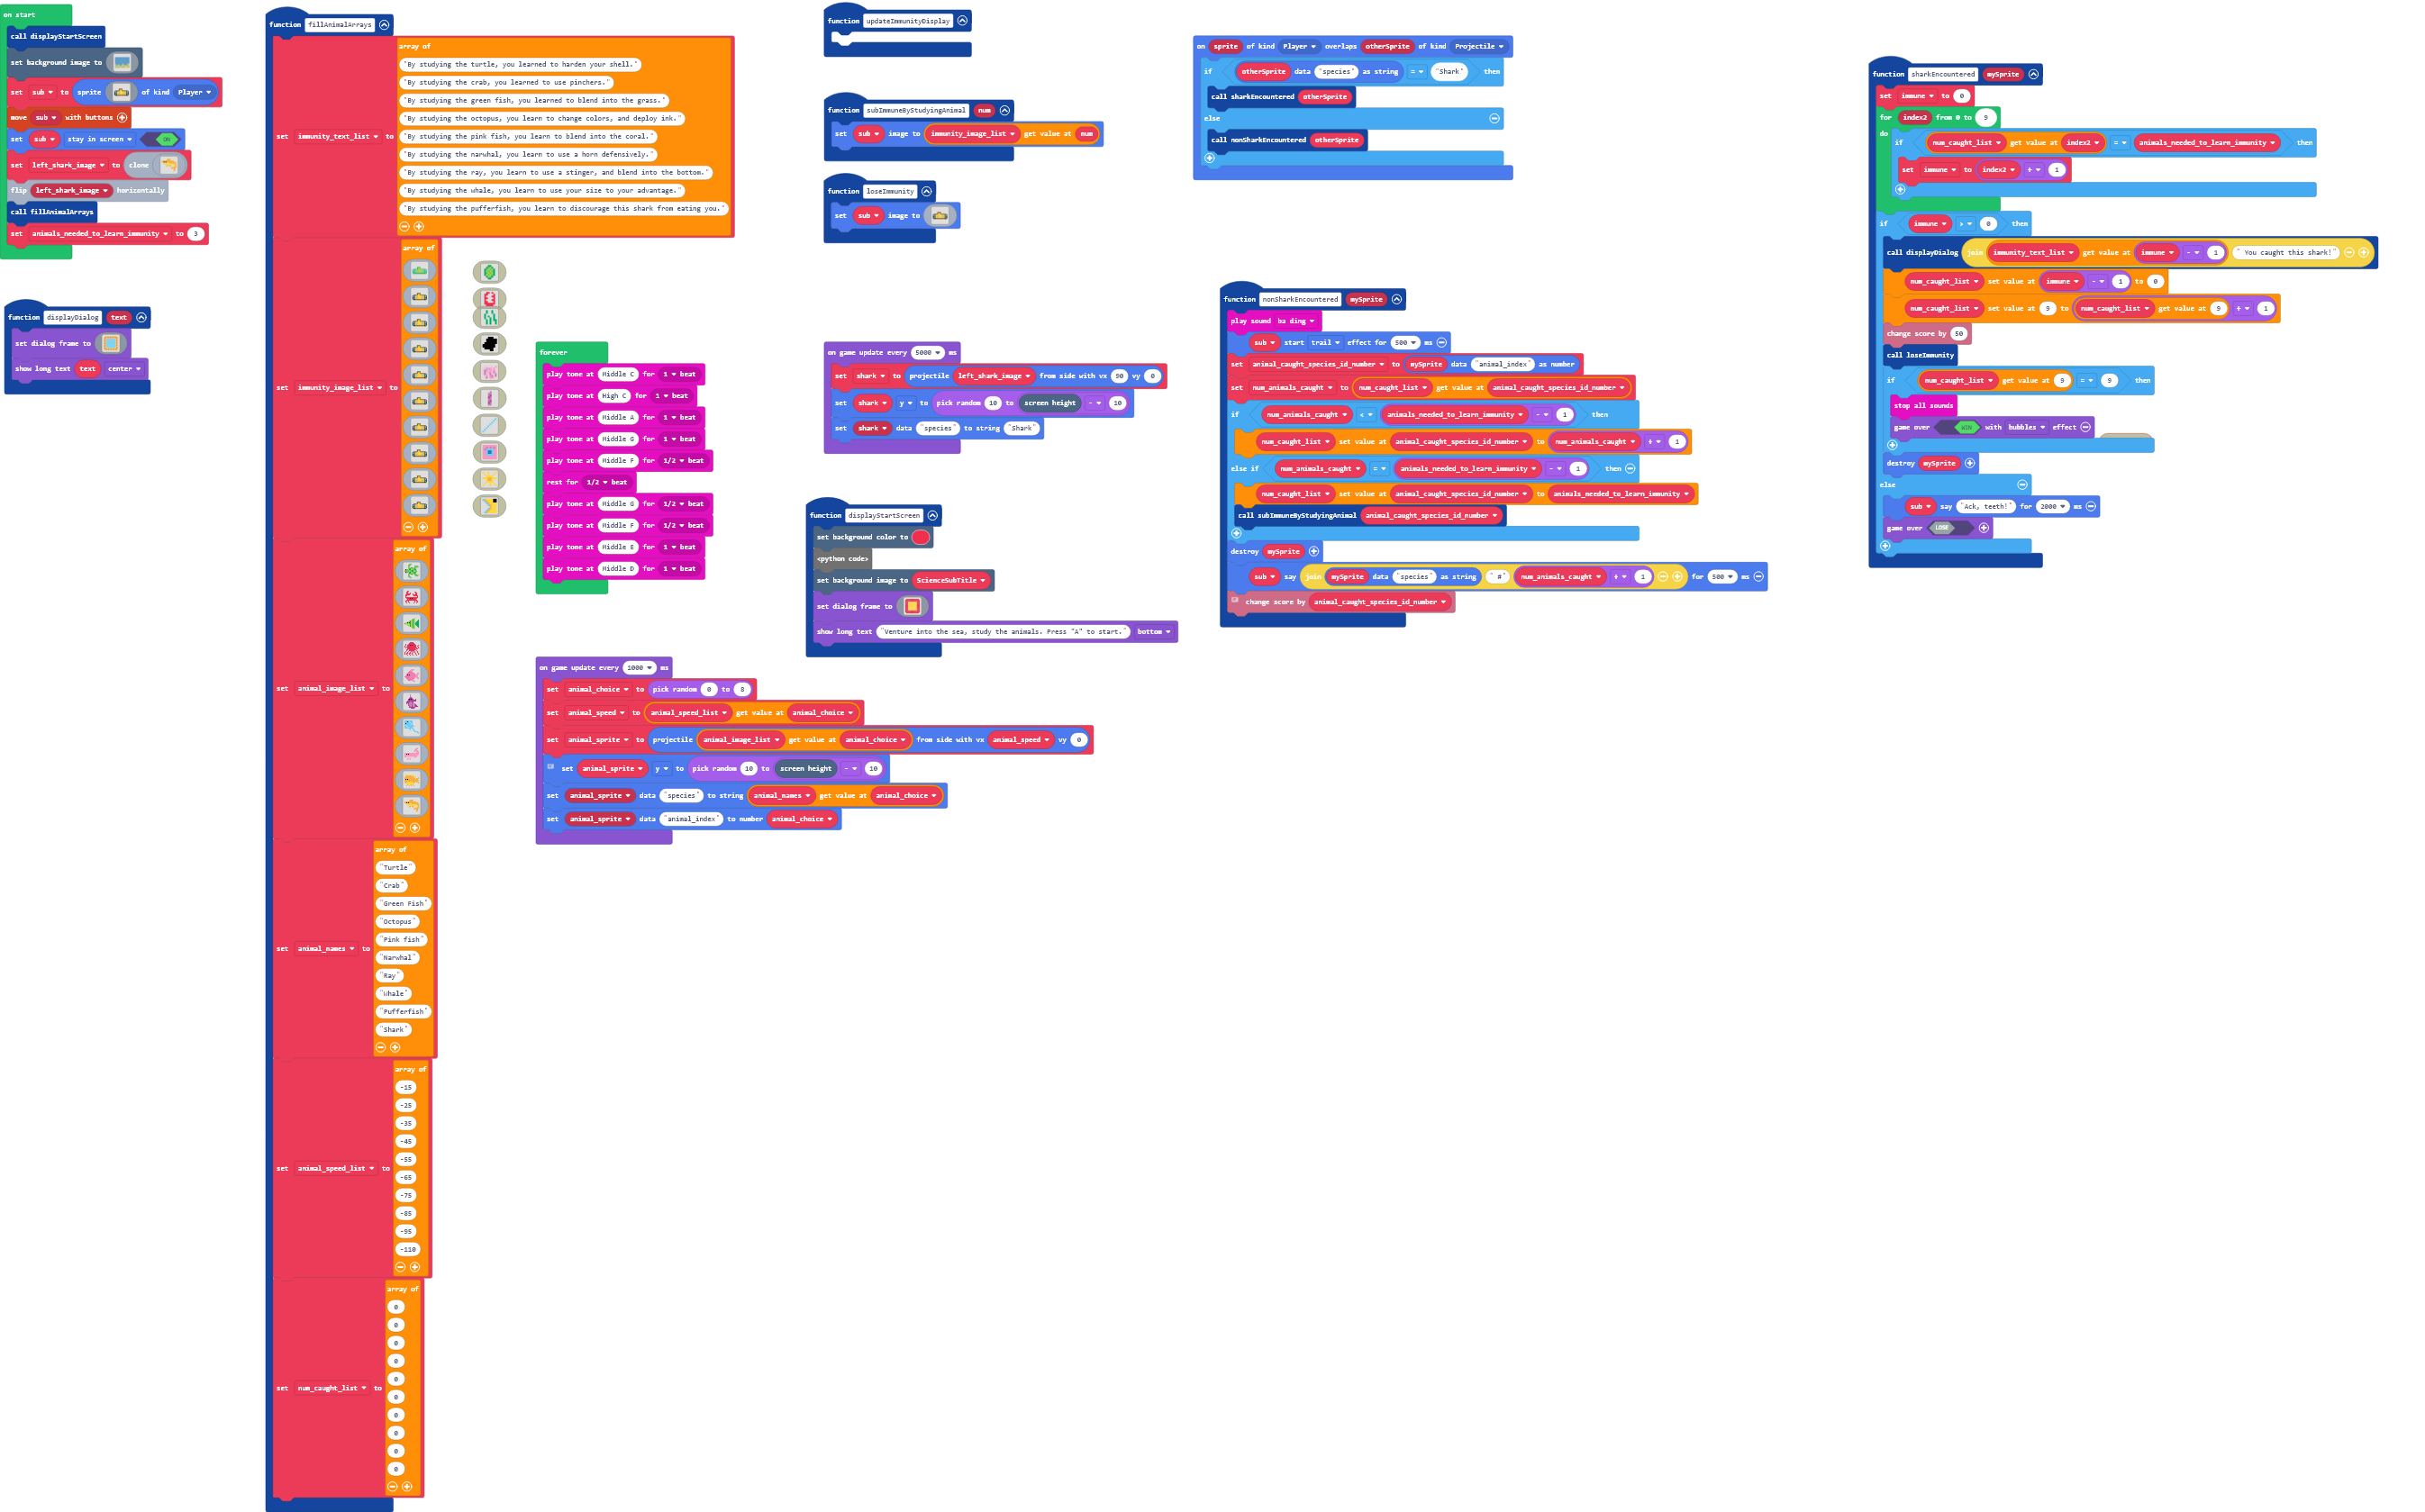 on start
call displayStartScreen
set background image to
set sub to sprite of kind Player
move sub with buttons
set sub stay in screen ON
set left_shark_image to clone
flip left_shark_image horizontally
call fillAnimalArrays
set animals_needed_to_learn_immunity to 3
function displayDialog text
set dialog frame to
show long text text center
function fillAnimalArrays
set immunity_text_list to
array of
"By studying the turtle, you learned to harden your shell."
"By studying the crab, you learned to use pinchers."
"By studying the green fish, you learned to blend into the grass."
"By studying the octopus, you learn to change colors, and deploy ink."
"By studying the pink fish, you learn to blend into the coral."
"By studying the narwhal, you learn to use a horn defensively."
"By studying the ray, you learn to use a stinger, and blend into the bottom."
"By studying the whale, you learn to use your size to your advantage."
"By studying the pufferfish, you learn to discourage this shark from eating you."
set immunity_image_list to
array of
set animal_image_list to
array of
set animal_names to
array of
"Turtle"
"Crab"
"Green Fish"
"Octopus"
"Pink fish"
"Narwhal"
"Ray"
"Whale"
"Pufferfish"
"Shark"
set animal_speed_list to
array of
-15
-25
-35
-45
-55
-65
-75
-85
-95
-110
set num_caught_list to
array of
0
0
0
0
0
0
0
0
0
0
forever
play tone at Middle C for 1 beat
play tone at High C for 1 beat
play tone at Middle A for 1 beat
play tone at Middle G for 1 beat
play tone at Middle F for 1/2 beat
rest for 1/2 beat
play tone at Middle G for 1/2 beat
play tone at Middle F for 1/2 beat
play tone at Middle E for 1 beat
play tone at Middle D for 1 beat
on game update every 1000 ms
set animal_choice to pick random 0 to 8
set animal_speed to animal_speed_list get value at animal_choice
set animal_sprite to projectile animal_image_list get value at animal_choice from side with vx animal_speed vy 0
set animal_sprite y to pick random 10 to screen height - 10
set animal_sprite data "species" to string animal_names get value at animal_choice
set animal_sprite data "animal_index" to number animal_choice
function updateImmunityDisplay
function subImmuneByStudyingAnimal num
set sub image to immunity_image_list get value at num
function loseImmunity
set sub image to
on game update every 5000 ms
set shark to projectile left_shark_image from side with vx 90 vy 0
set shark y to pick random 10 to screen height - 10
set shark data "species" to string "Shark"
function displayStartScreen
set background color to
<python code>
set background image to ScienceSubTitle
set dialog frame to
show long text "Venture into the sea, study the animals. Press "A" to start." bottom
on sprite of kind Player overlaps otherSprite of kind Projectile
if otherSprite data "species" as string = "Shark" then
call sharkEncountered otherSprite
else
call nonSharkEncountered otherSprite
function nonSharkEncountered mySprite
play sound ba ding
sub start trail effect for 500 ms
set animal_caught_species_id_number to mySprite data "animal_index" as number
set num_animals_caught to num_caught_list get value at animal_caught_species_id_number
if num_animals_caught < animals_needed_to_learn_immunity - 1 then
num_caught_list set value at animal_caught_species_id_number to num_animals_caught + 1
else if num_animals_caught = animals_needed_to_learn_immunity - 1 then
num_caught_list set value at animal_caught_species_id_number to animals_needed_to_learn_immunity
call subImmuneByStudyingAnimal animal_caught_species_id_number
destroy mySprite
sub say join mySprite data "species" as string " #" num_animals_caught + 1 for 500 ms
change score by animal_caught_species_id_number
function sharkEncountered mySprite
set immune to 0
for index2 from 0 to 9
do
if num_caught_list get value at index2 = animals_needed_to_learn_immunity then
set immune to index2 + 1
if immune > 0 then
call displayDialog join immunity_text_list get value at immune - 1 " You caught this shark!"
num_caught_list set value at immune - 1 to 0
num_caught_list set value at 9 to num_caught_list get value at 9 + 1
change score by 50
call loseImmunity
if num_caught_list get value at 9 = 9 then
stop all sounds
game over WIN with bubbles effect
destroy mySprite
else
sub say "Ack, teeth!" for 2000 ms
game over LOSE